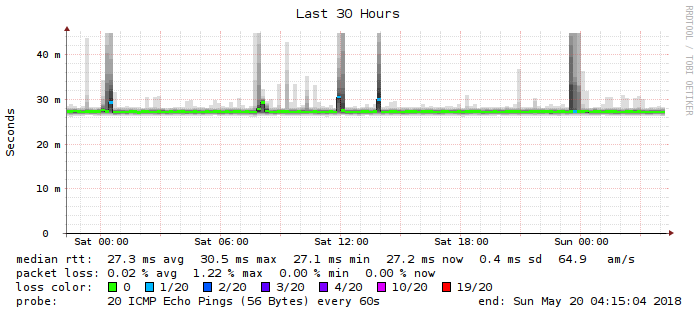 Last 30 Hours
RRDTOOL / TOBI OETIKER
Seconds
40 m
30 m
20 m
10 m
0
Sat 00:00 Sat 06:00 Sat 12:00 Sat 18:00 Sun 00:00
median rtt: 27.3 ms avg 30.5 ms max 27.1 ms min 27.2 ms now 0.4 ms sd 64.9 am/s
packet loss: 0.02 % avg 1.22 % max 0.00 % min 0.00 % now
loss color: 0 1/20 2/20 3/20 4/20 10/20 19/20
probe: 20 ICMP Echo Pings (56 Bytes) every 60s end: Sun May 20 04:15:04 2018